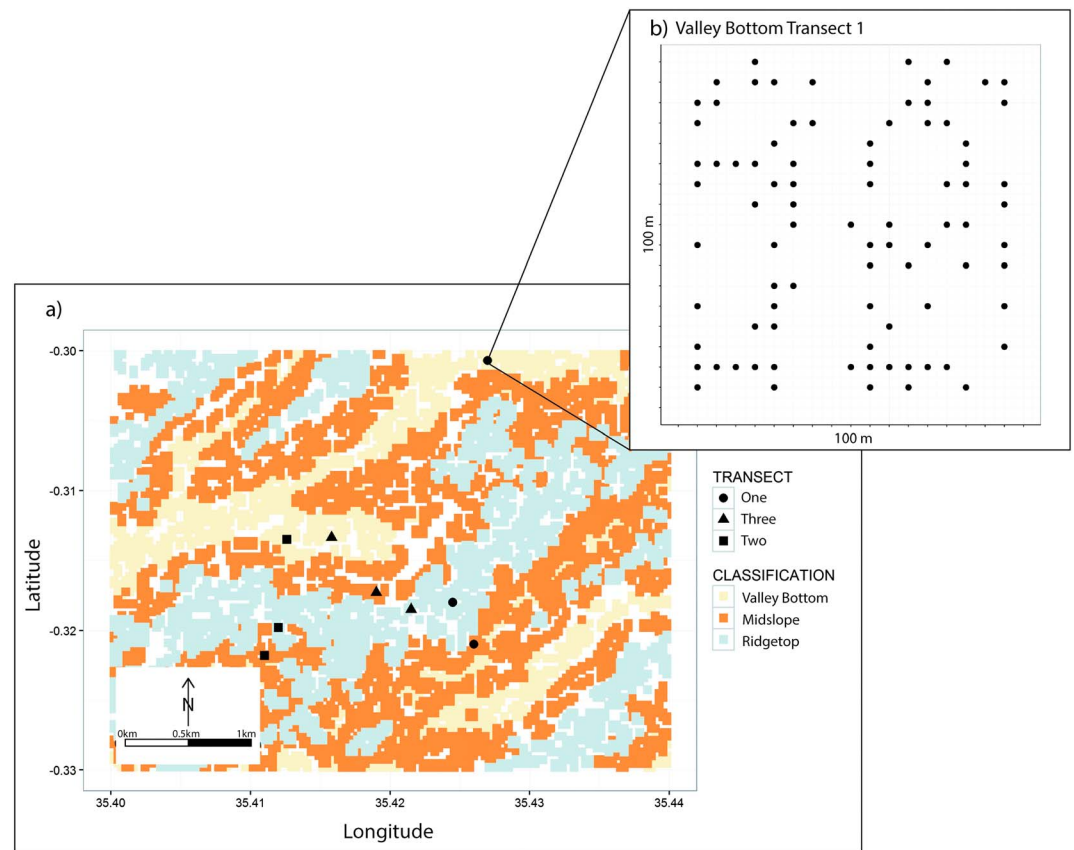 b) Valley Bottom Transect 1
100 m
100 m
a)
-0.30
-0.31
-0.32
-0.33
Latitude
N
0km 0.5km 1km
35.40 35.41 35.42 35.43 35.44
Longitude
TRANSECT
One
Three
Two
CLASSIFICATION
Valley Bottom
Midslope
Ridgetop